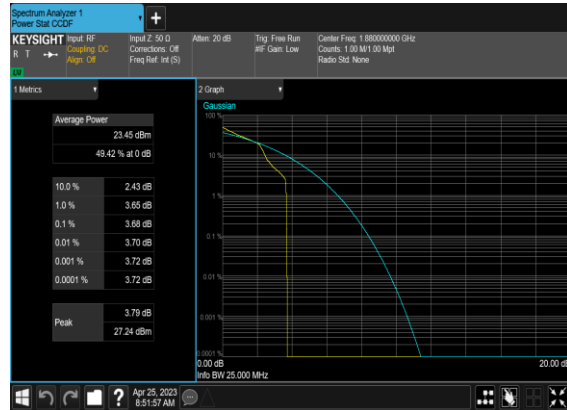 Spectrum Analyzer 1
Power Stat CCDF
+
KEYSIGHT
R T
Input: RF
Coupling: DC
Align: Off
Input Z: 50 Ω
Corrections: Off
Freq Ref: Int (S)
Atten: 20 dB
Trig: Free Run
#IF Gain: Low
Center Freq: 1.880000000 GHz
Counts: 1.00 M/1.00 Mpt
Radio Std: None
1 Metrics
Average Power
23.45 dBm
49.42 % at 0 dB
10.0 % 2.43 dB
1.0 % 3.65 dB
0.1 % 3.68 dB
0.01 % 3.70 dB
0.001 % 3.72 dB
0.0001 % 3.72 dB
Peak
3.79 dB
27.24 dBm
2 Graph
Gaussian
100 %
10 %
1 %
0.1 %
0.01 %
0.001 %
0.0001 %
0.00 dB
20.00 dB
Info BW 25.000 MHz
?
Apr 25, 2023
8:51:57 AM